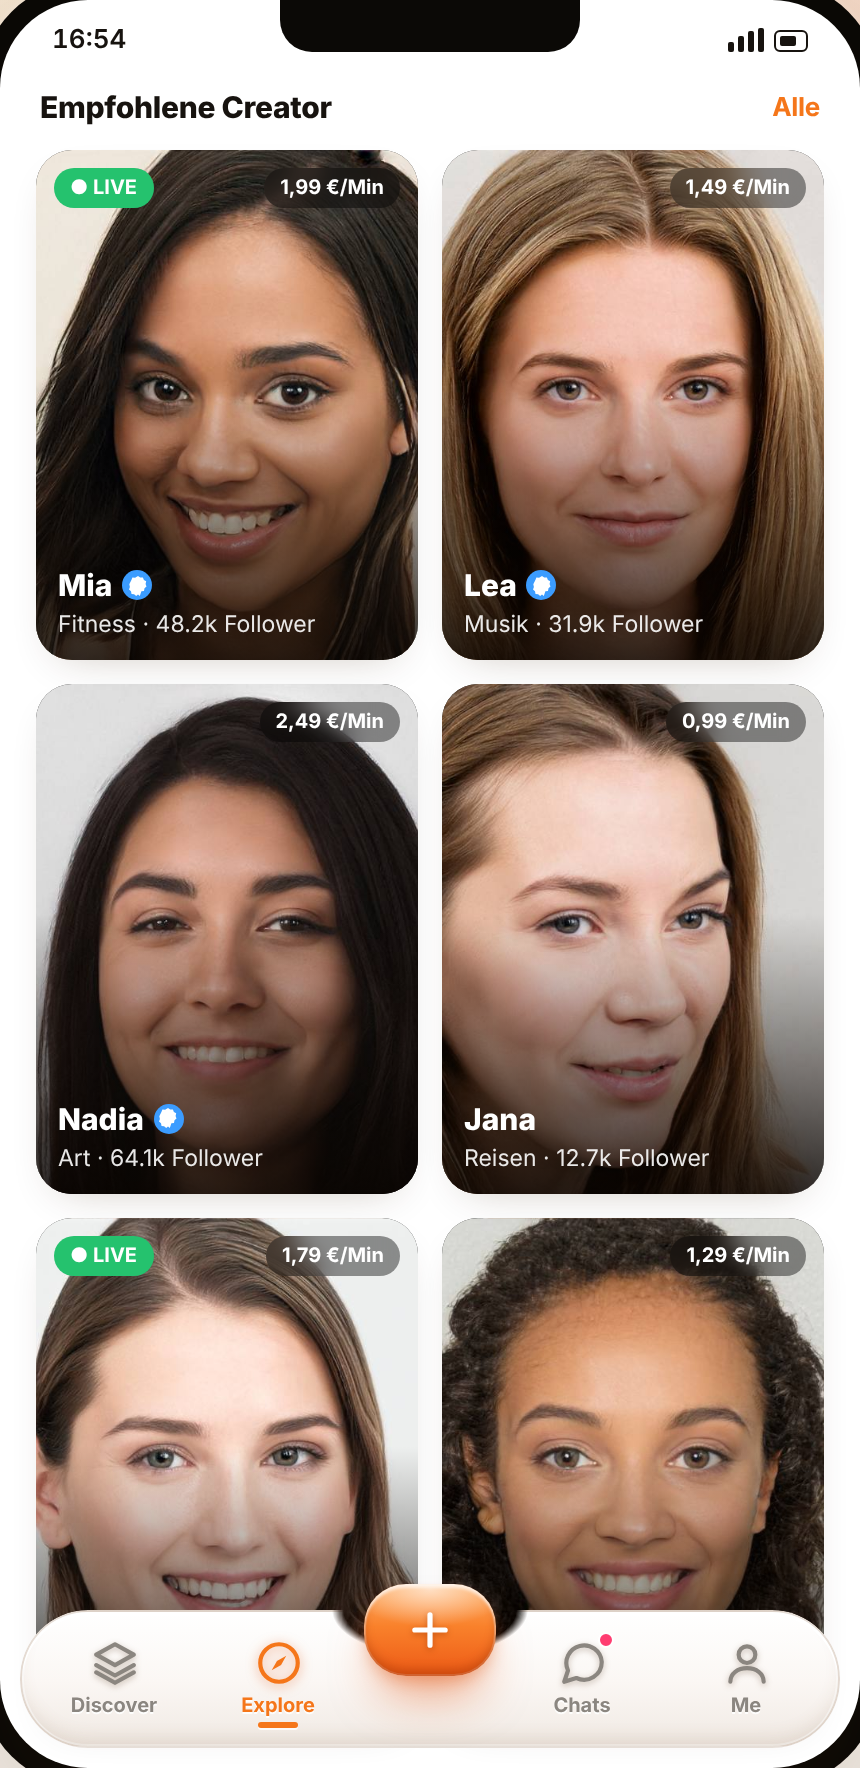 16:54
Empfohlene Creator
Alle
LIVE
1,99 €/Min
1,49 €/Min
Mia
Fitness · 48.2k Follower
Lea
Musik · 31.9k Follower
2,49 €/Min
0,99 €/Min
Nadia
Art · 64.1k Follower
Jana
Reisen · 12.7k Follower
LIVE
1,79 €/Min
1,29 €/Min
Discover
Explore
Chats
Me